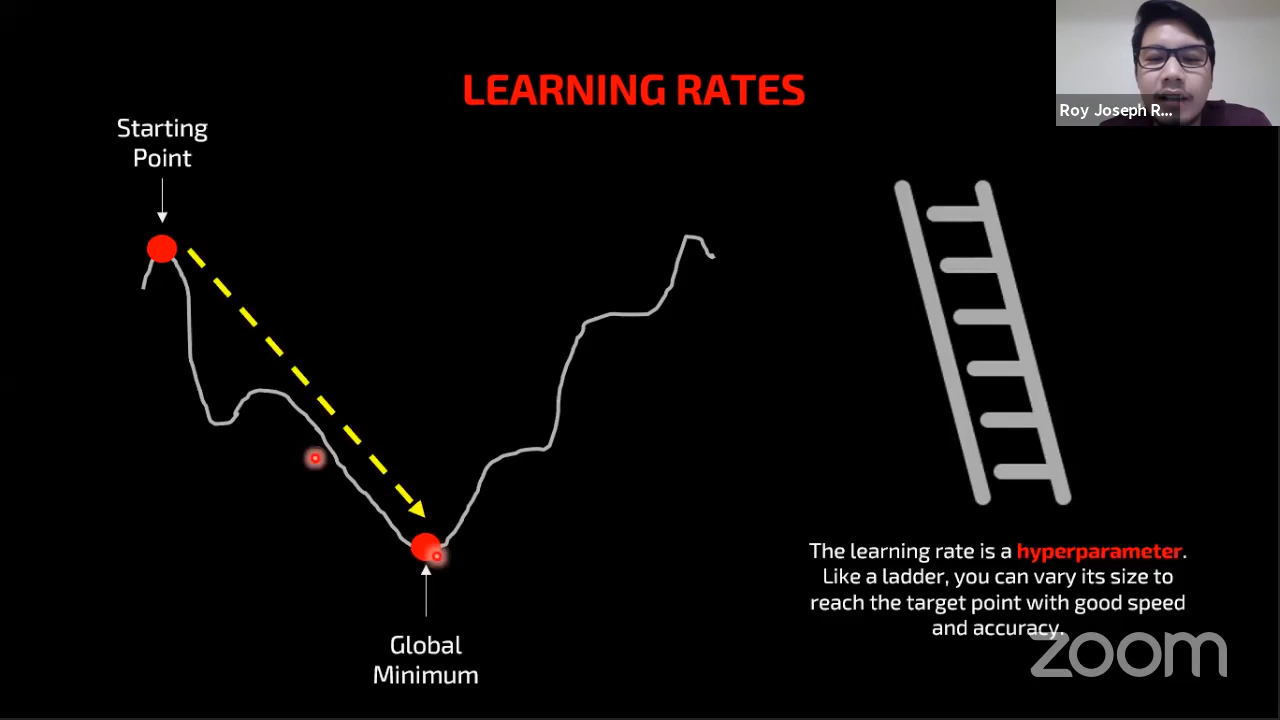 LEARNING RATES
Roy Joseph R...
Starting
Point
Global
Minimum
The learning rate is a hyperparameter.
Like a ladder, you can vary its size to
reach the target point with good speed
and accuracy.
zoom